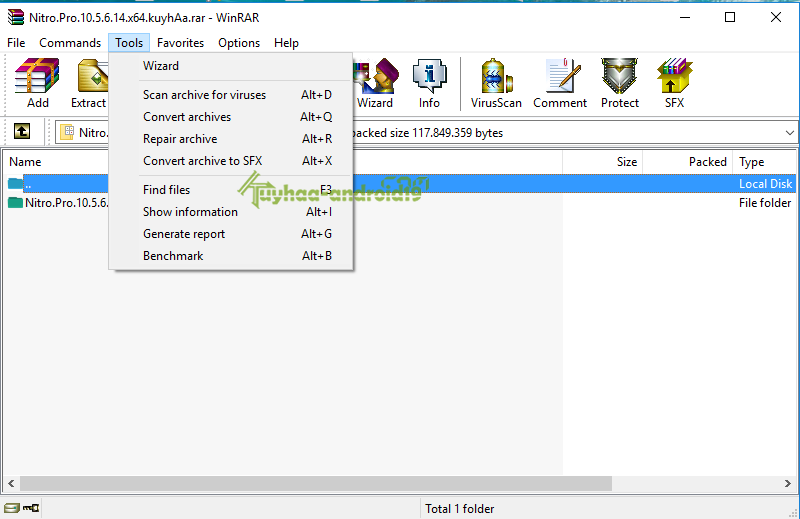 Nitro.Pro.10.5.6.14.x64.kuyhAa.rar - WinRAR
File Commands Tools Favorites Options Help
Wizard
Scan archive for viruses Alt+D
Convert archives Alt+Q
Repair archive Alt+R
Convert archive to SFX Alt+X
Find files F3
Show information Alt+I
Generate report Alt+G
Benchmark Alt+B
Add Extract Wizard Info VirusScan Comment Protect SFX
Nitro. packed size 117.849.359 bytes
Name Size Packed Type
.. Local Disk
Nitro.Pro.10.5.6. File folder
kuyhaa-android19
Total 1 folder